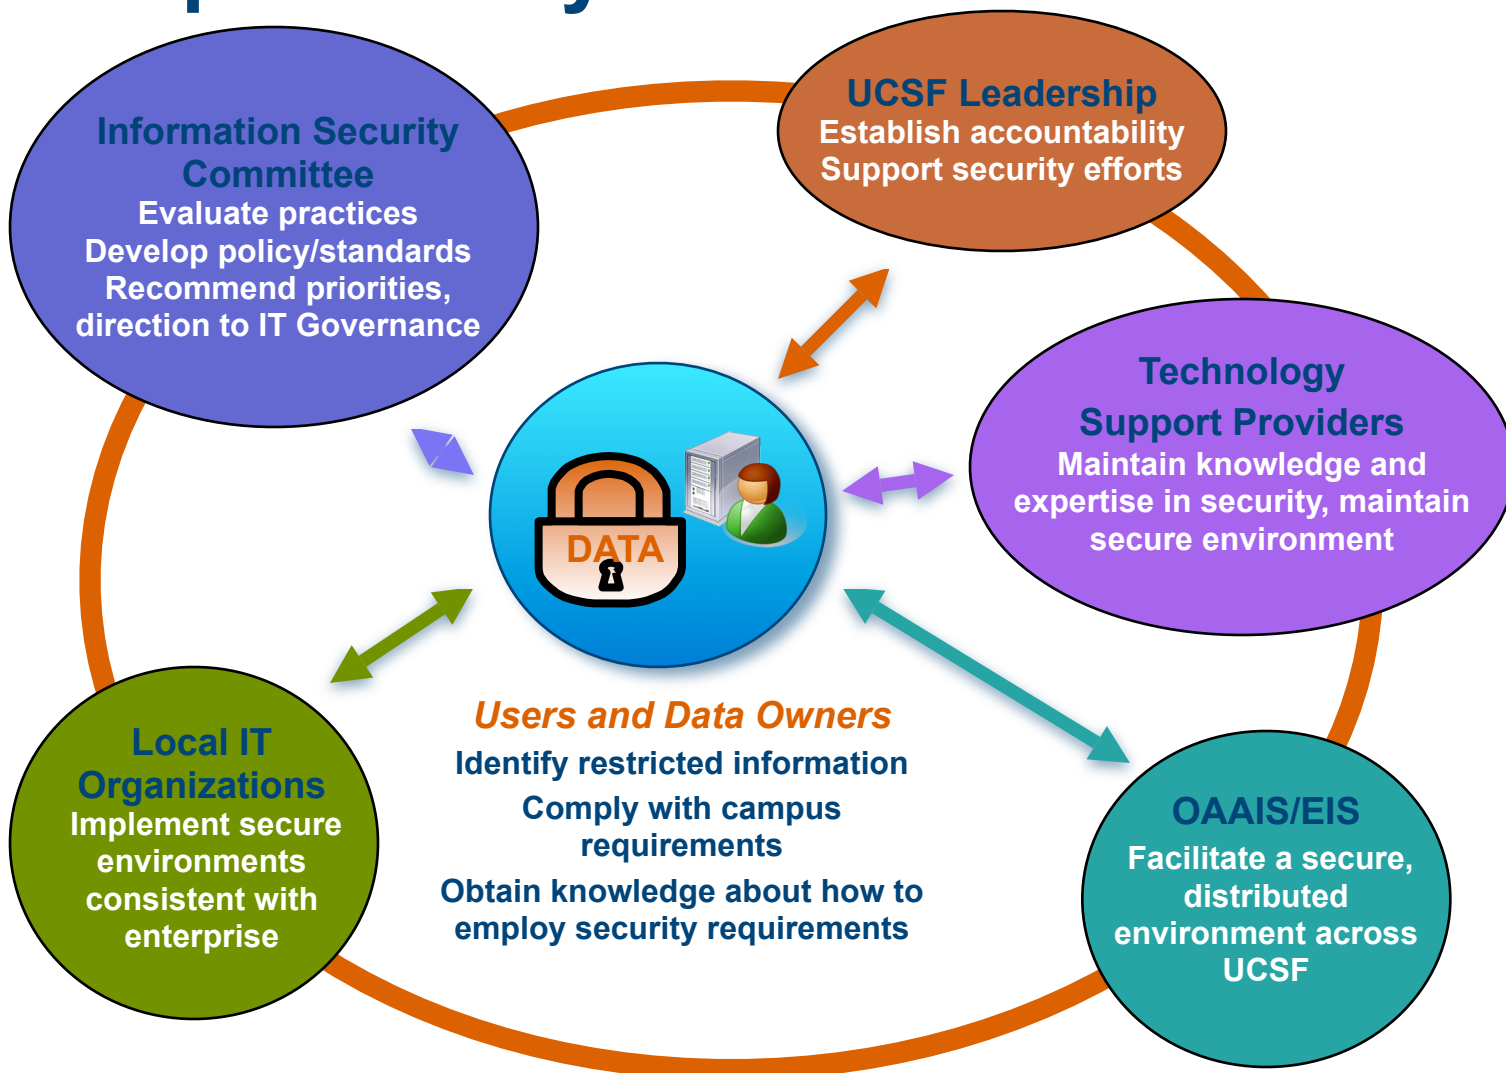 Information Security
Committee
Evaluate practices
Develop policy/standards
Recommend priorities,
direction to IT Governance
UCSF Leadership
Establish accountability
Support security efforts
Technology
Support Providers
Maintain knowledge and
expertise in security, maintain
secure environment
DATA
Users and Data Owners
Identify restricted information
Comply with campus
requirements
Obtain knowledge about how to
employ security requirements
Local IT
Organizations
Implement secure
environments
consistent with
enterprise
OAAIS/EIS
Facilitate a secure,
distributed
environment across
UCSF